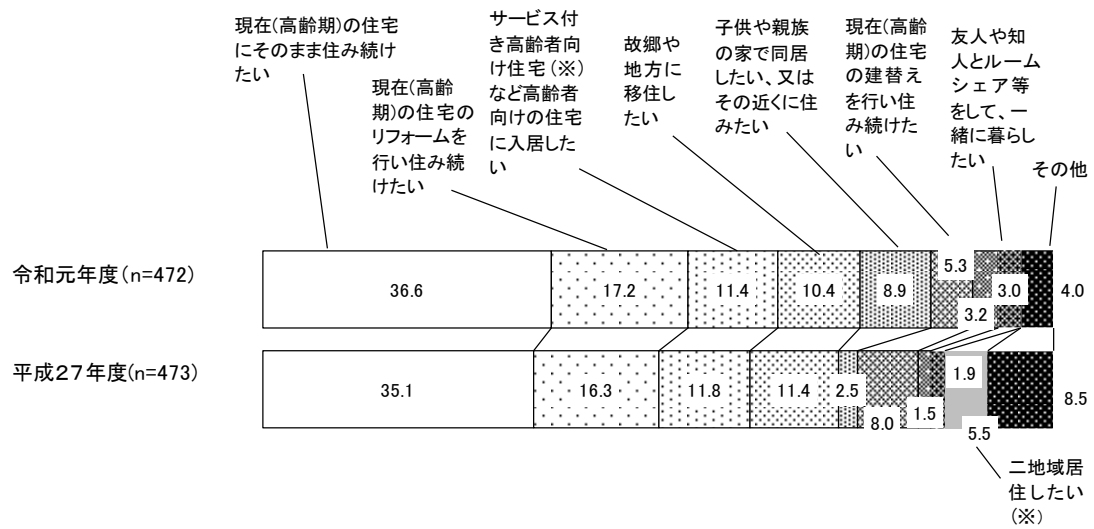 現在(高齢期)の住宅
にそのまま住み続け
たい
現在(高齢
期)の住宅の
リフォームを
行い住み続
けたい
サービス付
き高齢者向
け住宅(※)
など高齢者
向けの住宅
に入居した
い
故郷や
地方に
移住し
たい
子供や親族
の家で同居
したい、又は
その近くに住
みたい
現在(高齢
期)の住宅
の建替え
を行い住
み続けた
い
友人や知
人とルーム
シェア等
をして、一
緒に暮らし
たい
その他
令和元年度(n=472)
36.6
17.2
11.4
10.4
8.9
5.3
3.2
3.0
4.0
平成27年度(n=473)
35.1
16.3
11.8
11.4
2.5
8.0
1.5
1.9
5.5
8.5
二地域居
住したい
(※)